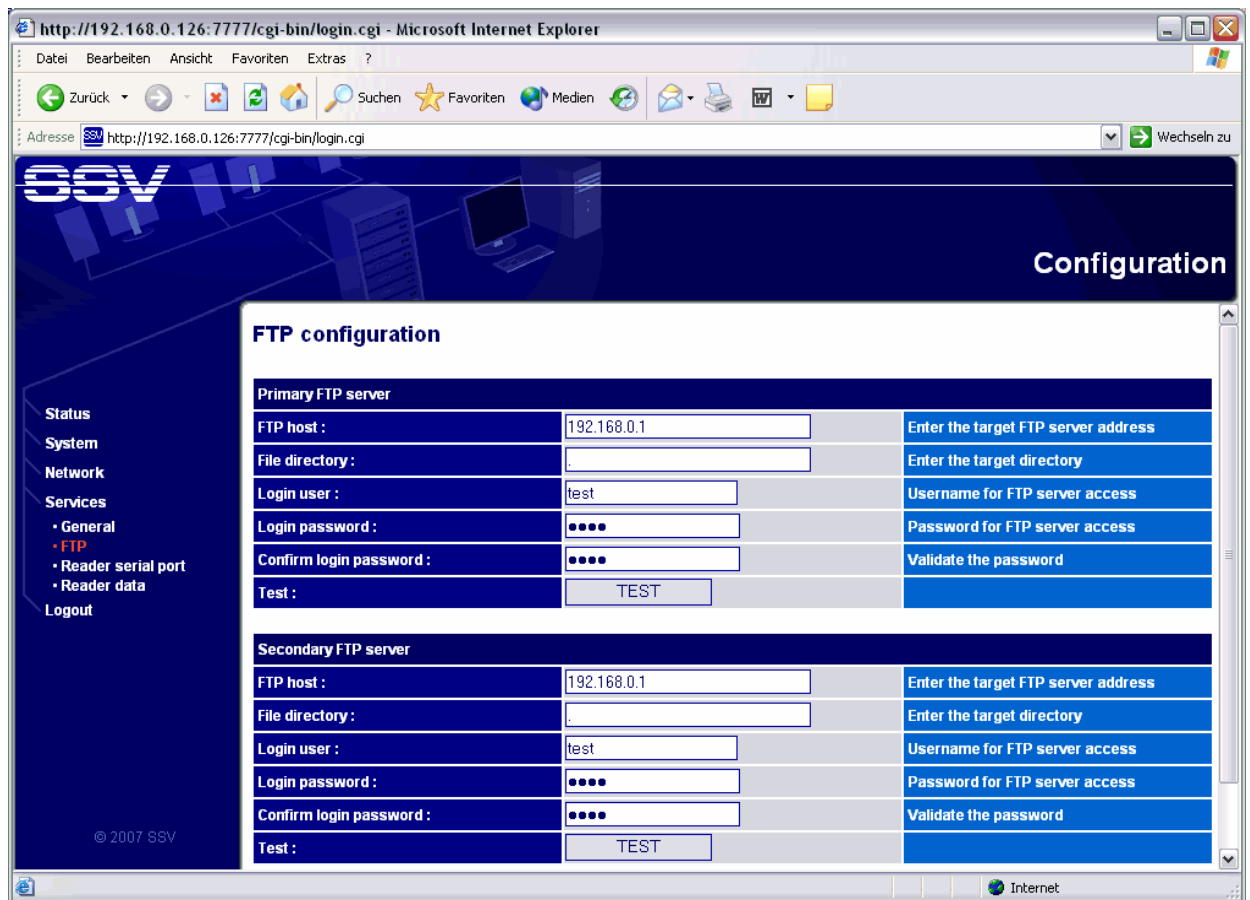 http://192.168.0.126:7777/cgi-bin/login.cgi - Microsoft Internet Explorer
Datei Bearbeiten Ansicht Favoriten Extras ?
Zurück Suchen Favoriten Medien
Adresse SSV http://192.168.0.126:7777/cgi-bin/login.cgi Wechseln zu
SSV
Configuration
Status
System
Network
Services
• General
• FTP
• Reader serial port
• Reader data
Logout
© 2007 SSV
FTP configuration
Primary FTP server
FTP host : 192.168.0.1 Enter the target FTP server address
File directory : . Enter the target directory
Login user : test Username for FTP server access
Login password : •••• Password for FTP server access
Confirm login password : •••• Validate the password
Test : TEST
Secondary FTP server
FTP host : 192.168.0.1 Enter the target FTP server address
File directory : . Enter the target directory
Login user : test Username for FTP server access
Login password : •••• Password for FTP server access
Confirm login password : •••• Validate the password
Test : TEST
Internet